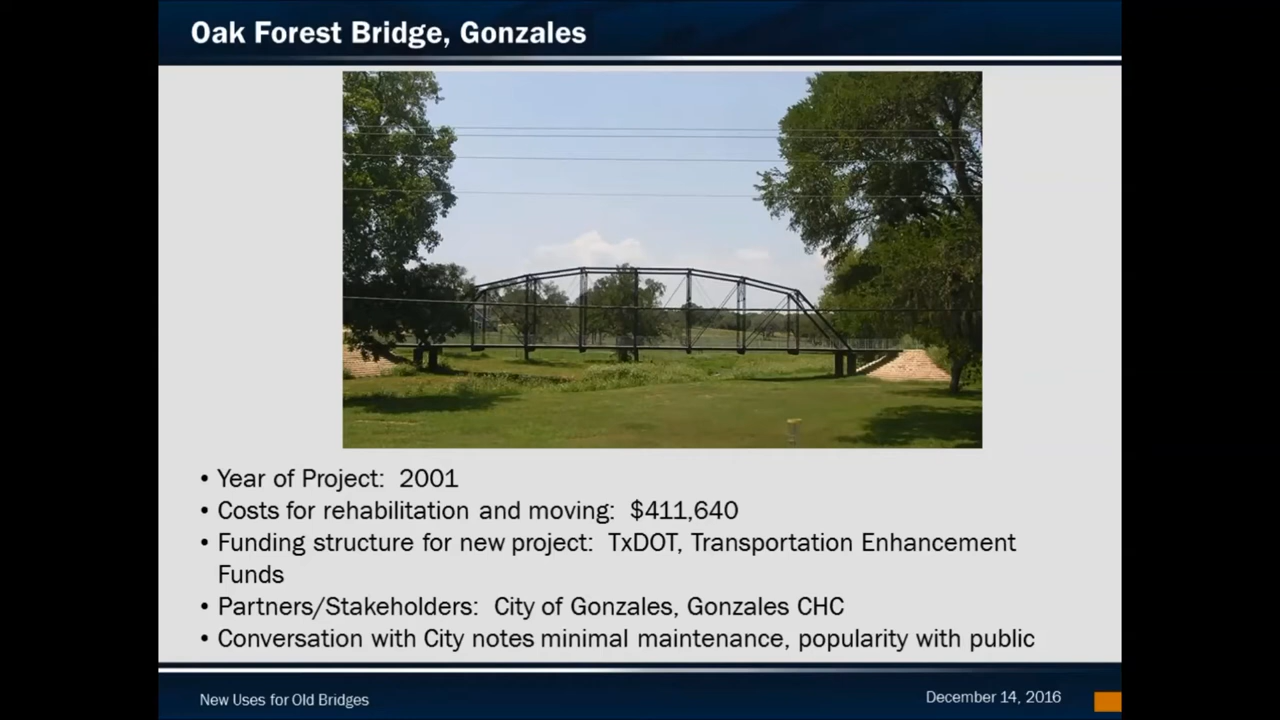 Oak Forest Bridge, Gonzales
• Year of Project: 2001
• Costs for rehabilitation and moving: $411,640
• Funding structure for new project: TxDOT, Transportation Enhancement
Funds
• Partners/Stakeholders: City of Gonzales, Gonzales CHC
• Conversation with City notes minimal maintenance, popularity with public
New Uses for Old Bridges
December 14, 2016